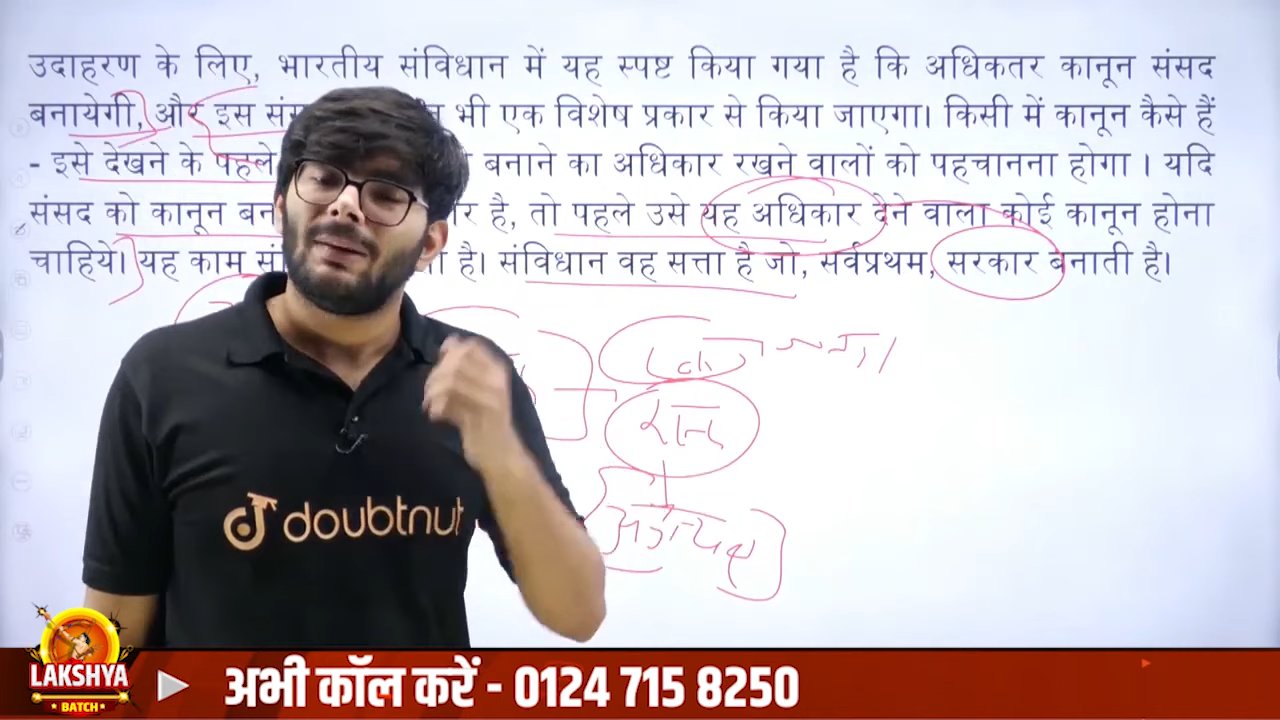 उदाहरण के लिए, भारतीय संविधान में यह स्पष्ट किया गया है कि अधिकतर कानून संसद
बनायेगी, और इस भी एक विशेष प्रकार से किया जाएगा। किसी में कानून कैसे हैं
- इसे देखने के पहले बनाने का अधिकार रखने वालों को पहचानना होगा । यदि
संसद को कानून है, तो पहले उसे यह अधिकार देने वाला कोई कानून होना
चाहिये। यह काम है। संविधान वह सत्ता है जो, सर्वप्रथम, सरकार बनाती है।
doubtnut
LAKSHYA
BATCH
अभी कॉल करें - 0124 715 8250